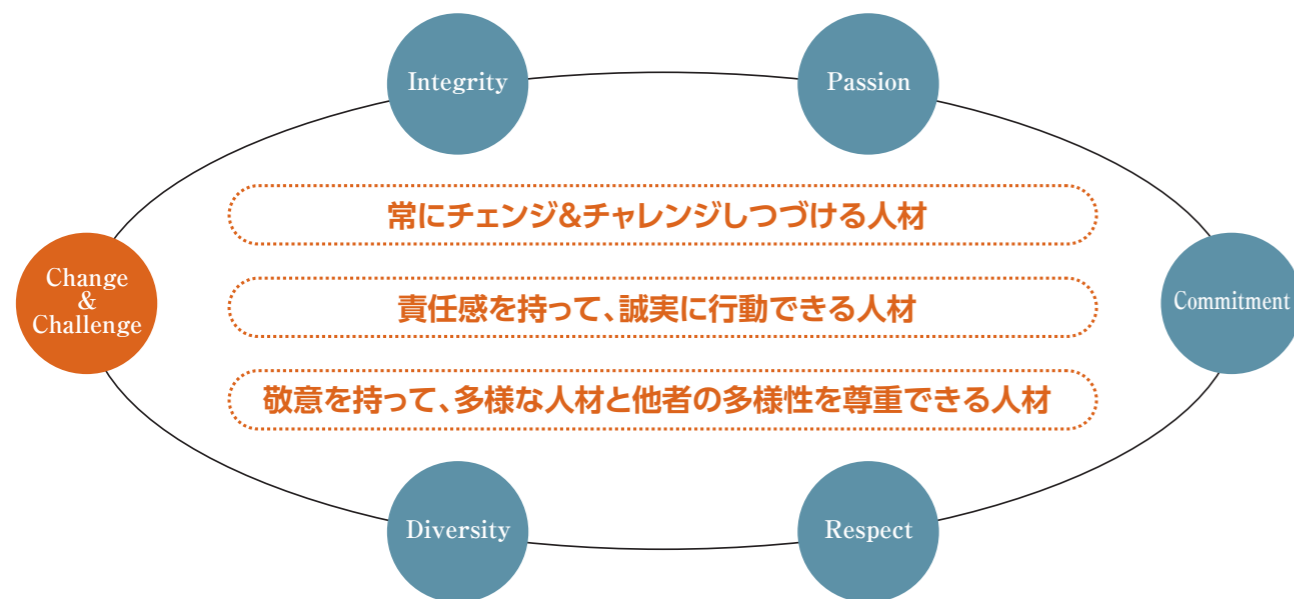 Integrity
Passion
常にチェンジ&チャレンジしつづける人材
Change
&
Challenge
責任感を持って、誠実に行動できる人材
Commitment
敬意を持って、多様な人材と他者の多様性を尊重できる人材
Diversity
Respect